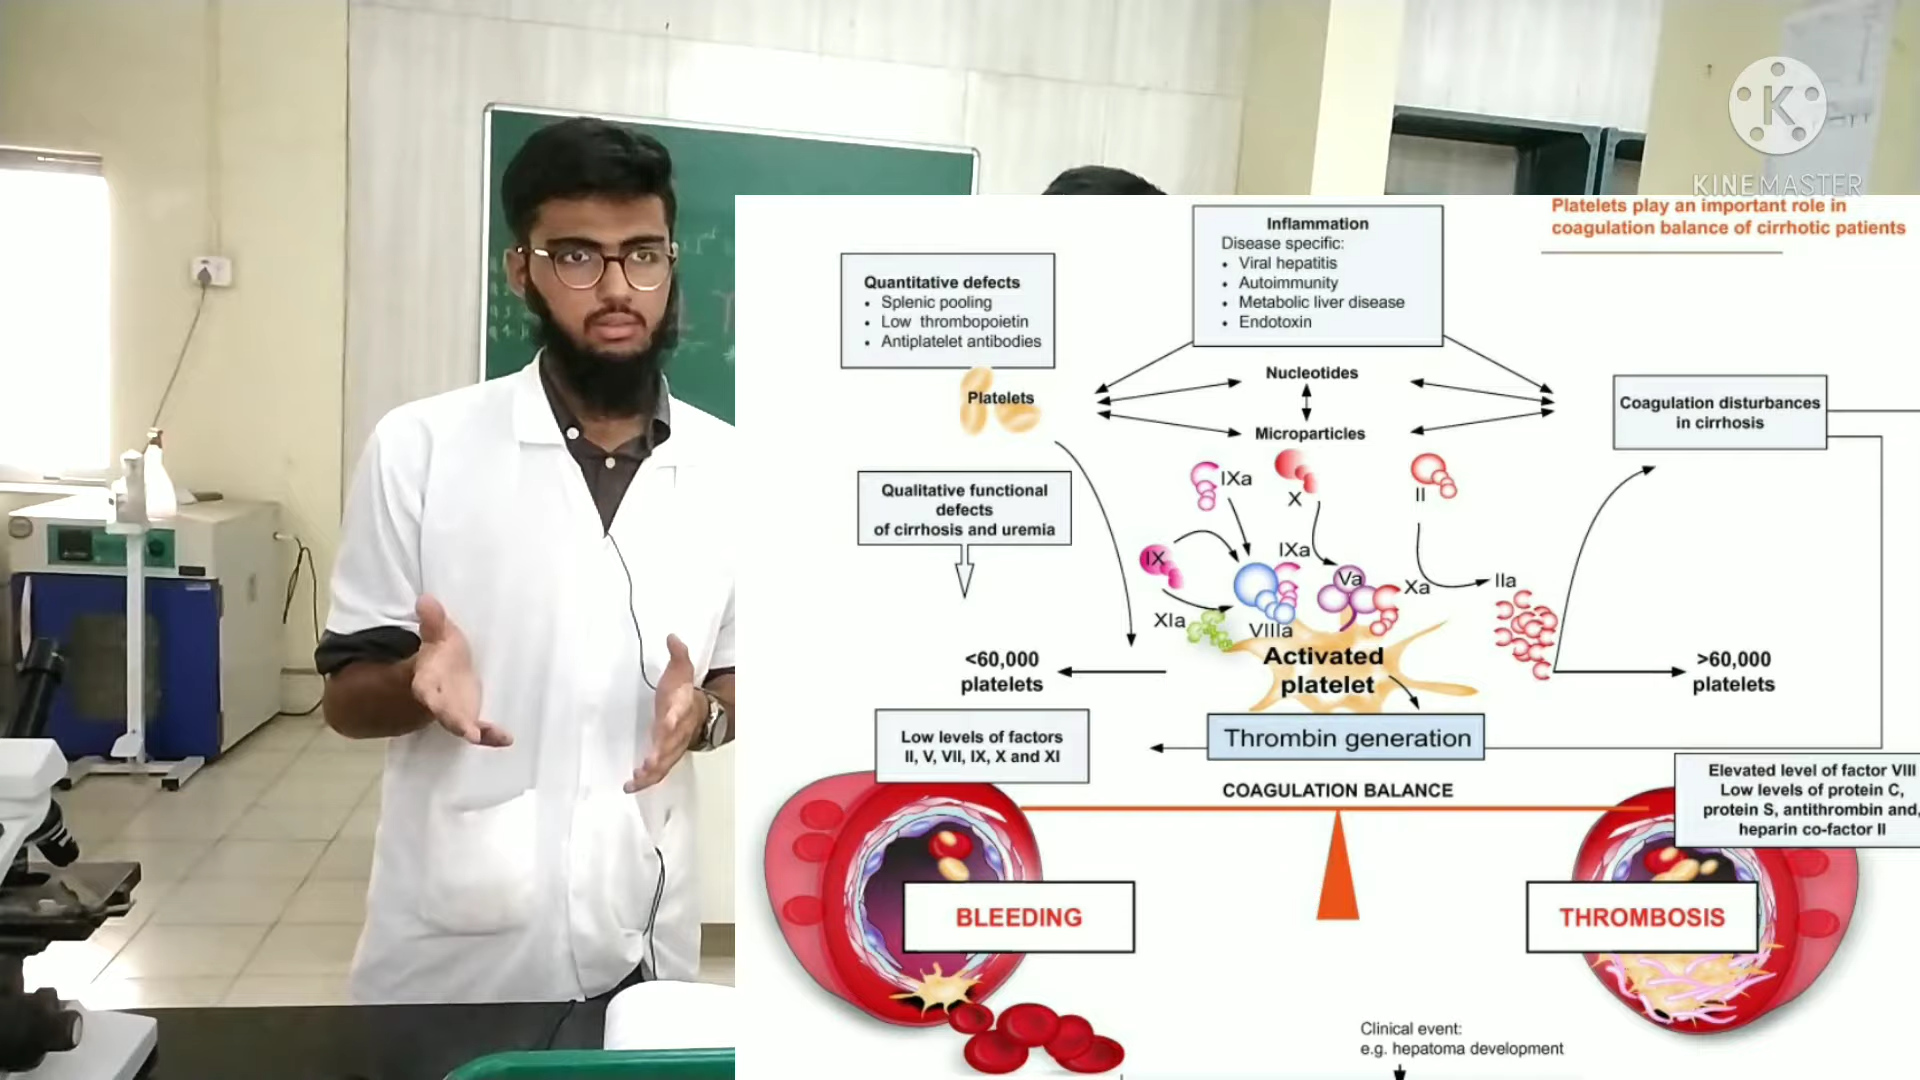 K
KINEMASTER
Platelets play an important role in
coagulation balance of cirrhotic patients
Inflammation
Disease specific:
• Viral hepatitis
• Autoimmunity
• Metabolic liver disease
• Endotoxin
Quantitative defects
• Splenic pooling
• Low thrombopoietin
• Antiplatelet antibodies
Platelets
Nucleotides
Microparticles
Coagulation disturbances
in cirrhosis
Qualitative functional
defects
of cirrhosis and uremia
IXa
X
II
IX
IXa
Va
Xa
IIa
XIa
VIIIa
Activated
platelet
<60,000
platelets
>60,000
platelets
Low levels of factors
II, V, VII, IX, X and XI
Thrombin generation
Elevated level of factor VIII
Low levels of protein C,
protein S, antithrombin and,
heparin co-factor II
COAGULATION BALANCE
BLEEDING
THROMBOSIS
Clinical event:
e.g. hepatoma development